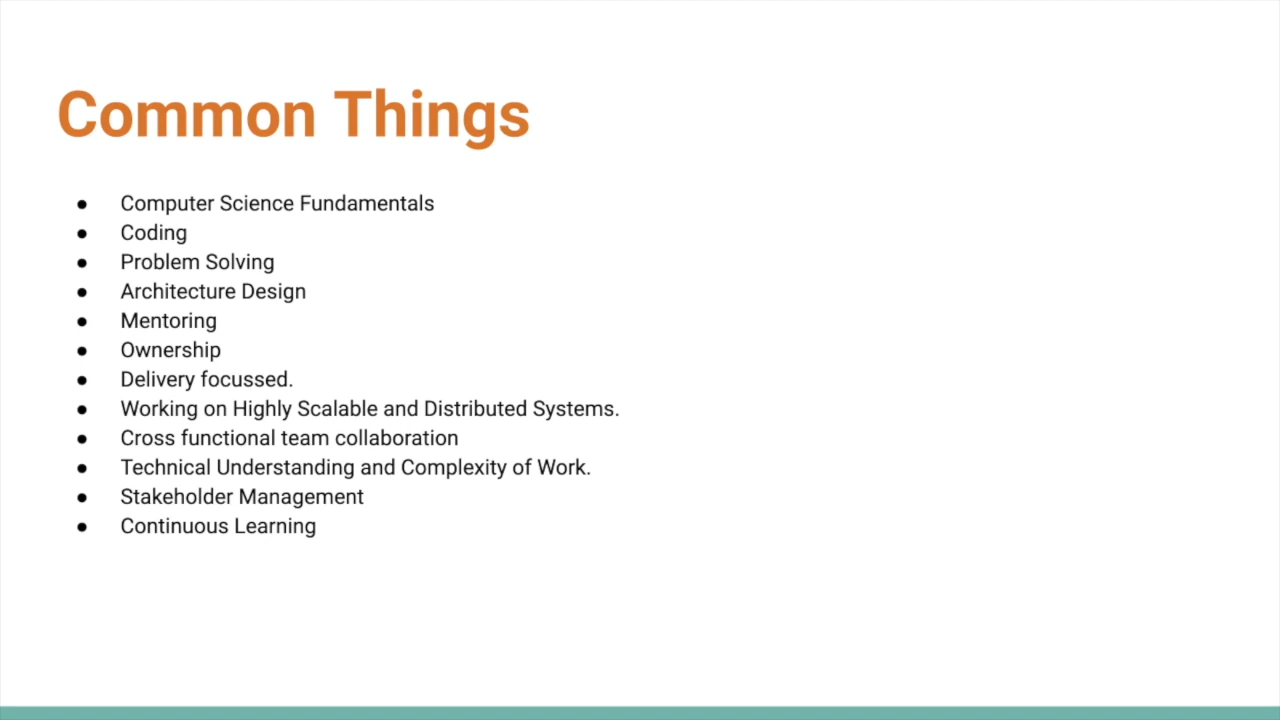 Common Things
● Computer Science Fundamentals
● Coding
● Problem Solving
● Architecture Design
● Mentoring
● Ownership
● Delivery focussed.
● Working on Highly Scalable and Distributed Systems.
● Cross functional team collaboration
● Technical Understanding and Complexity of Work.
● Stakeholder Management
● Continuous Learning